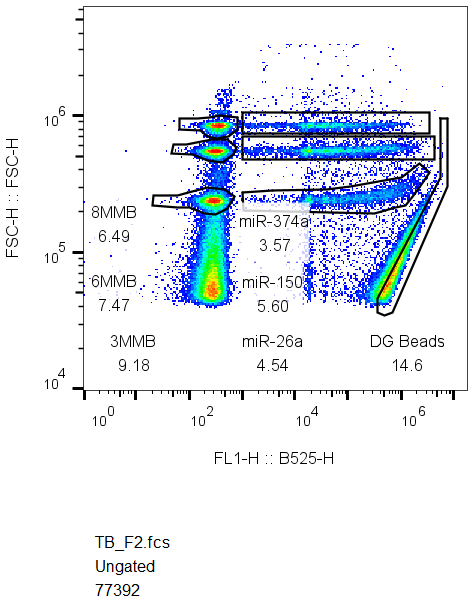 10^6
10^5
10^4
FSC-H :: FSC-H
8MMB
6.49
miR-374a
3.57
6MMB
7.47
miR-150
5.60
3MMB
9.18
miR-26a
4.54
DG Beads
14.6
10^0 10^2 10^4 10^6
FL1-H :: B525-H
TB_F2.fcs
Ungated
77392